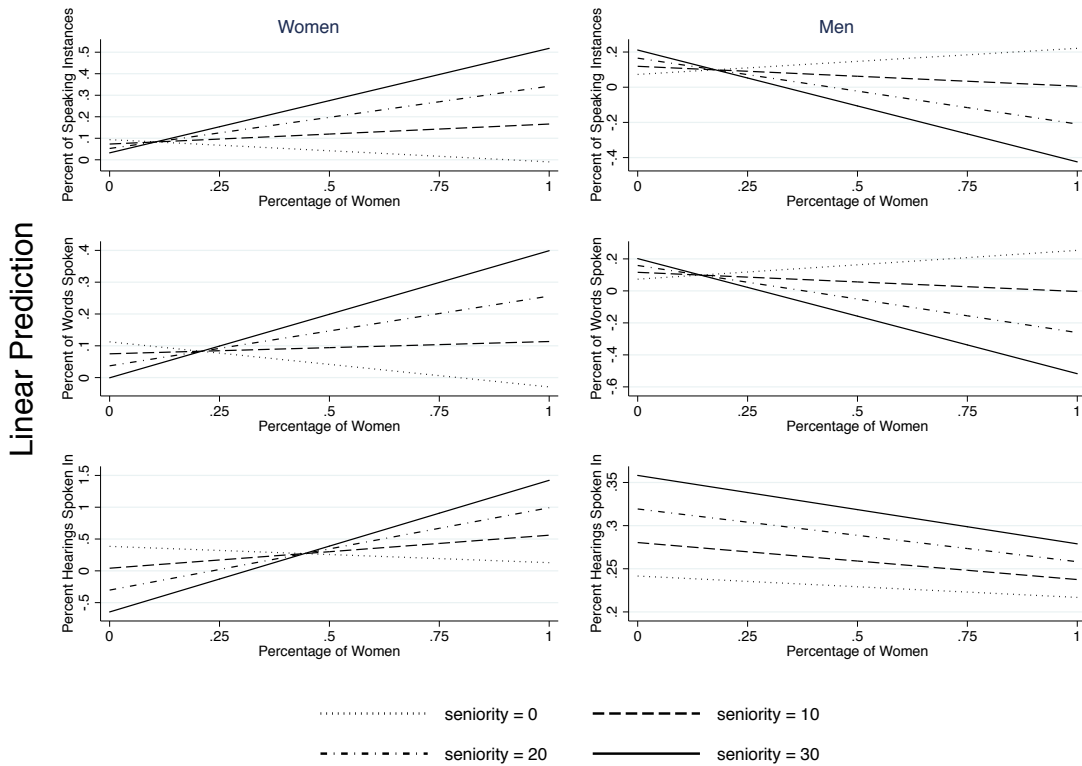 Linear Prediction
Women
Percent of Speaking Instances
.5
.4
.3
.2
.1
0
0 .25 .5 .75 1
Percentage of Women
Men
Percent of Speaking Instances
.2
0
-.2
-.4
0 .25 .5 .75 1
Percentage of Women
Percent of Words Spoken
.4
.3
.2
.1
0
0 .25 .5 .75 1
Percentage of Women
Percent of Words Spoken
.2
0
-.2
-.4
-.6
0 .25 .5 .75 1
Percentage of Women
Percent Hearings Spoken In
1.5
1
.5
0
-.5
0 .25 .5 .75 1
Percentage of Women
Percent Hearings Spoken In
.35
.3
.25
.2
0 .25 .5 .75 1
Percentage of Women
seniority = 0
seniority = 10
seniority = 20
seniority = 30